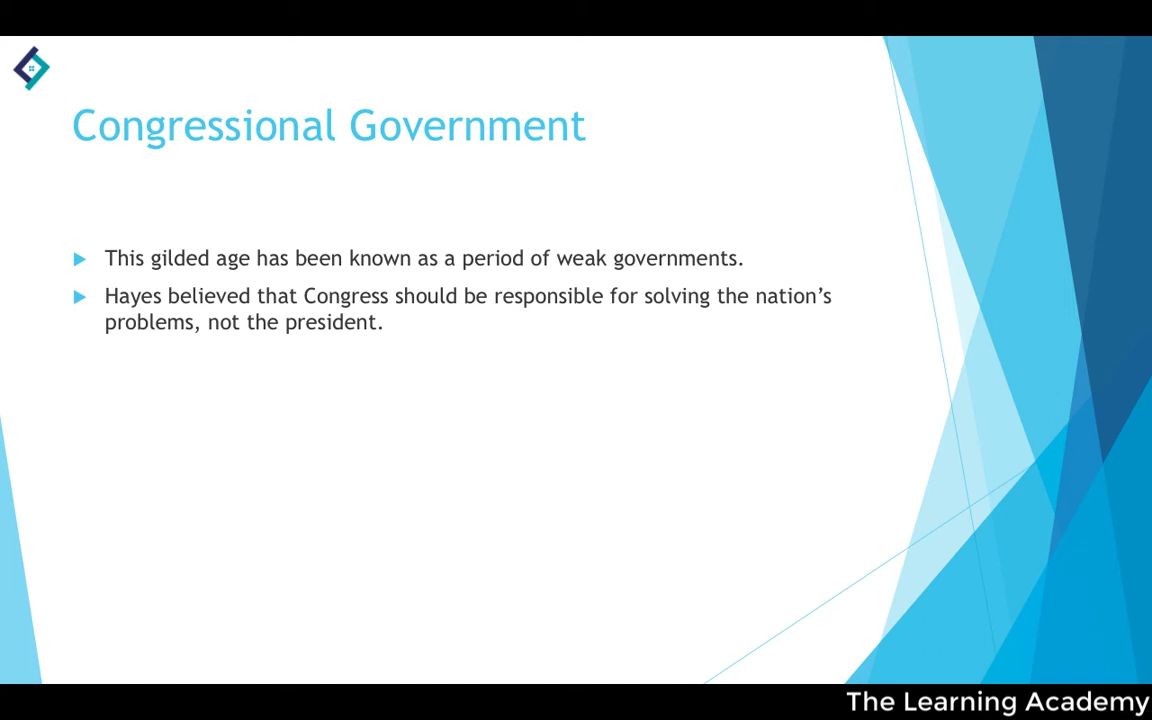 Congressional Government
This gilded age has been known as a period of weak governments.
Hayes believed that Congress should be responsible for solving the nation’s
problems, not the president.
The Learning Academy